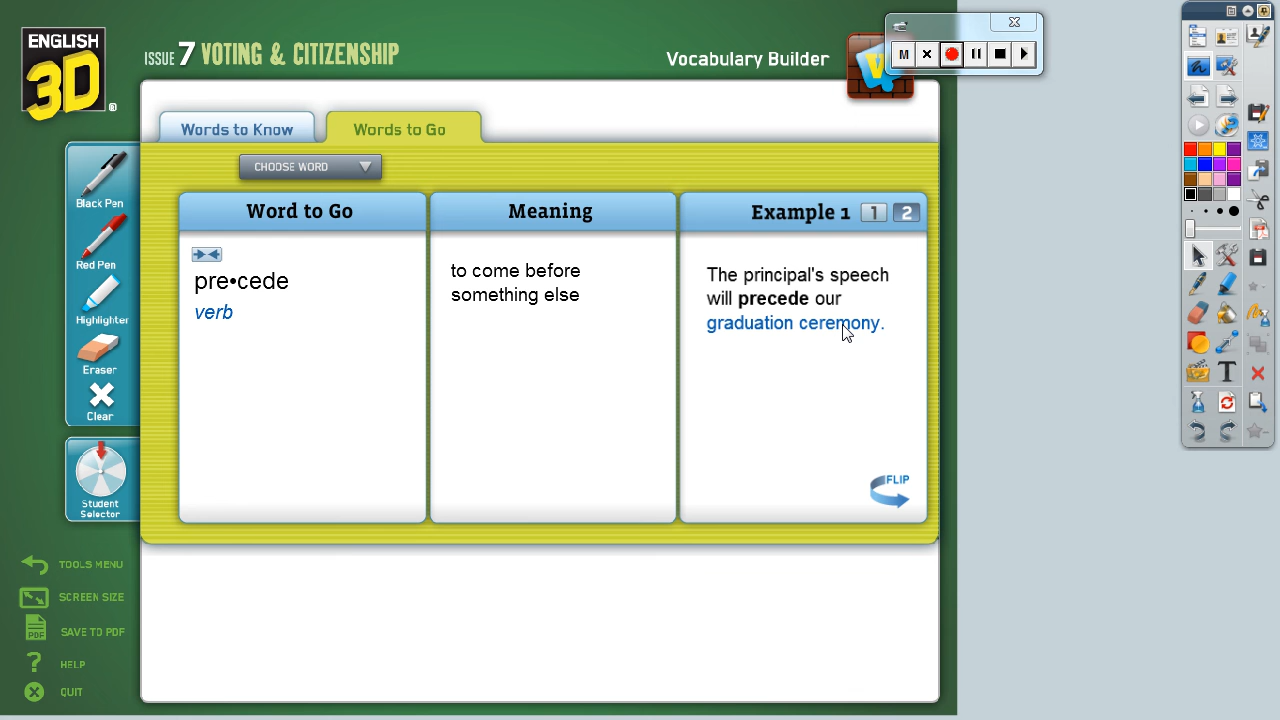 ENGLISH
3D
®
ISSUE 7 VOTING & CITIZENSHIP
Vocabulary Builder
V
M
Words to Know
Words to Go
CHOOSE WORD
Black Pen
Red Pen
Highlighter
Eraser
Clear
Student
Selector
Word to Go
pre•cede
verb
Meaning
to come before
something else
Example 1
1
2
The principal's speech
will precede our
graduation ceremony.
FLIP
TOOLS MENU
SCREEN SIZE
PDF
SAVE TO PDF
? HELP
QUIT
T